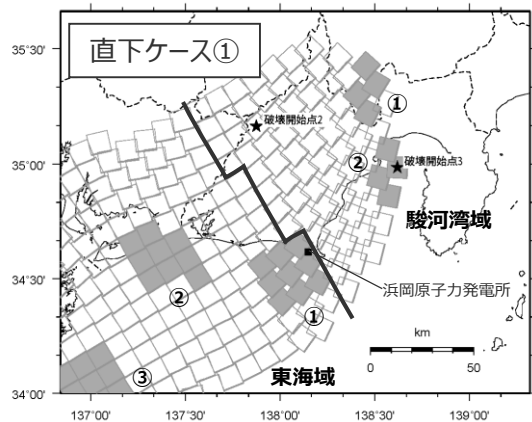 直下ケース①
35°30'
35°00'
34°30'
34°00'
破壊開始点2
①
②
破壊開始点3
駿河湾域
浜岡原子力発電所
②
①
③
東海域
km
0
50
137°00'
137°30'
138°00'
138°30'
139°00'